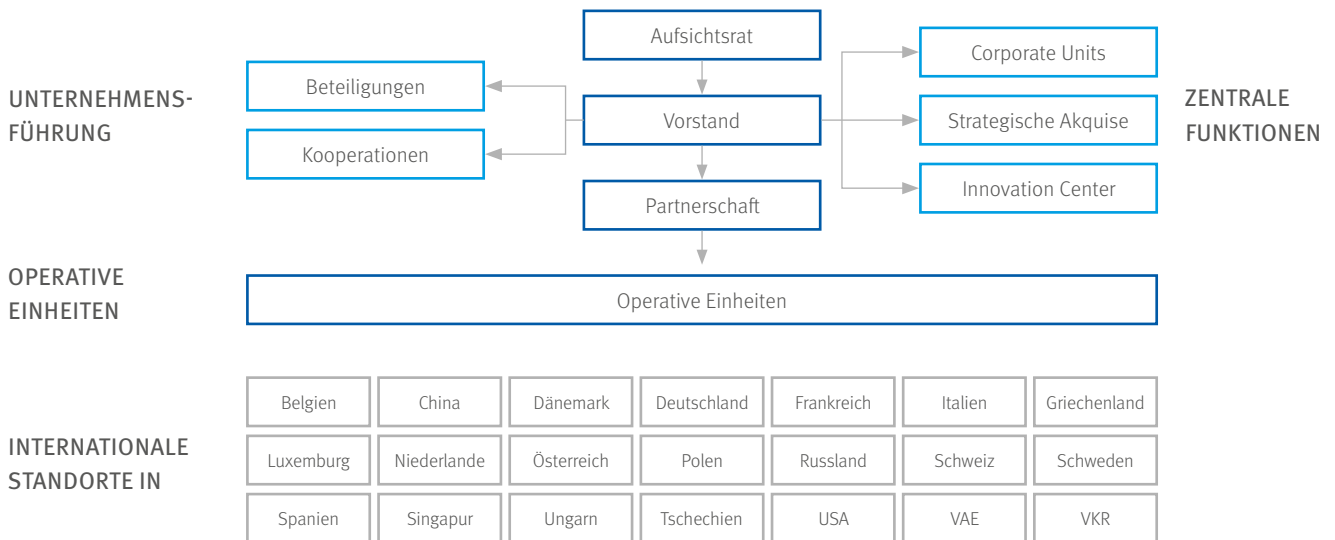 UNTERNEHMENS-
FÜHRUNG
Beteiligungen
Kooperationen
Aufsichtsrat
Vorstand
Partnerschaft
Corporate Units
Strategische Akquise
Innovation Center
ZENTRALE
FUNKTIONEN
OPERATIVE
EINHEITEN
Operative Einheiten
INTERNATIONALE
STANDORTE IN
Belgien China Dänemark Deutschland Frankreich Italien Griechenland
Luxemburg Niederlande Österreich Polen Russland Schweiz Schweden
Spanien Singapur Ungarn Tschechien USA VAE VKR